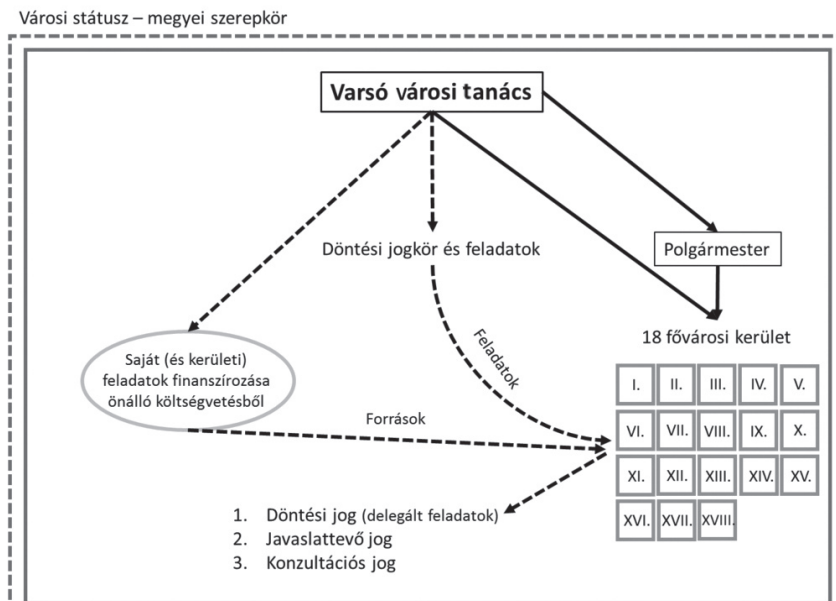 Városi státusz – megyei szerepkör
Varsó városi tanács
Döntési jogkör és feladatok
Polgármester
Feladatok
18 fővárosi kerület
Saját (és kerületi)
feladatok finanszírozása
önálló költségvetésből
Források
I. II. III. IV. V.
VI. VII. VIII. IX. X.
XI. XII. XIII. XIV. XV.
XVI. XVII. XVIII.
1. Döntési jog (delegált feladatok)
2. Javaslattevő jog
3. Konzultációs jog